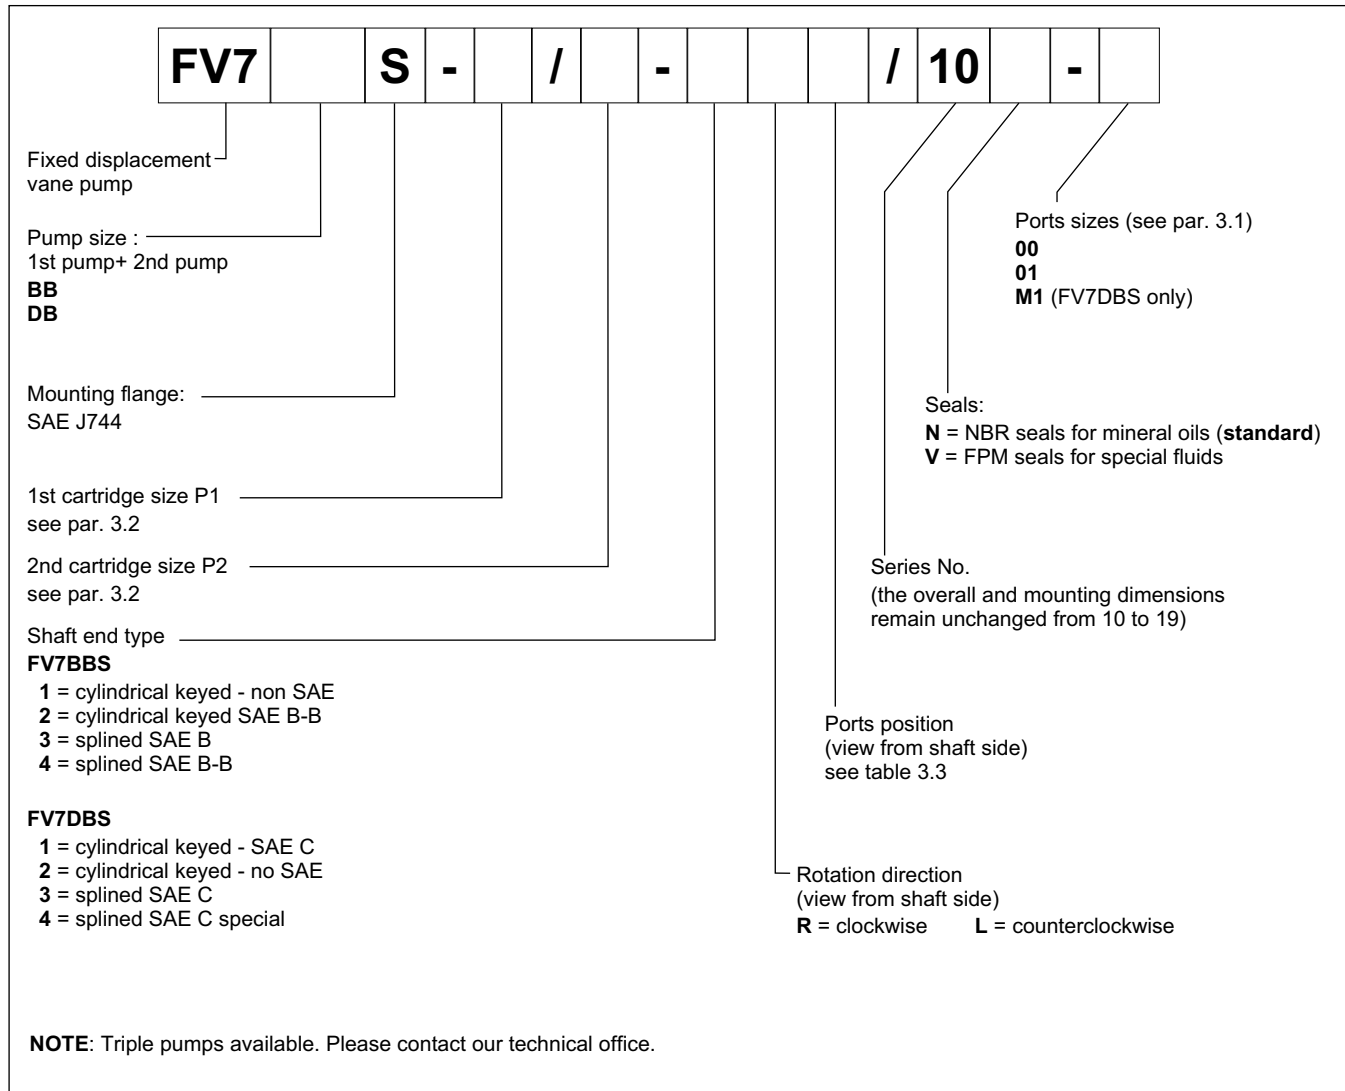 FV7 S - / - / 10 -
Fixed displacement
vane pump
Pump size :
1st pump+ 2nd pump
BB
DB
Mounting flange:
SAE J744
1st cartridge size P1
see par. 3.2
2nd cartridge size P2
see par. 3.2
Shaft end type
FV7BBS
1 = cylindrical keyed - non SAE
2 = cylindrical keyed SAE B-B
3 = splined SAE B
4 = splined SAE B-B
FV7DBS
1 = cylindrical keyed - SAE C
2 = cylindrical keyed - no SAE
3 = splined SAE C
4 = splined SAE C special
Ports sizes (see par. 3.1)
00
01
M1 (FV7DBS only)
Seals:
N = NBR seals for mineral oils (standard)
V = FPM seals for special fluids
Series No.
(the overall and mounting dimensions
remain unchanged from 10 to 19)
Ports position
(view from shaft side)
see table 3.3
Rotation direction
(view from shaft side)
R = clockwise L = counterclockwise
NOTE: Triple pumps available. Please contact our technical office.